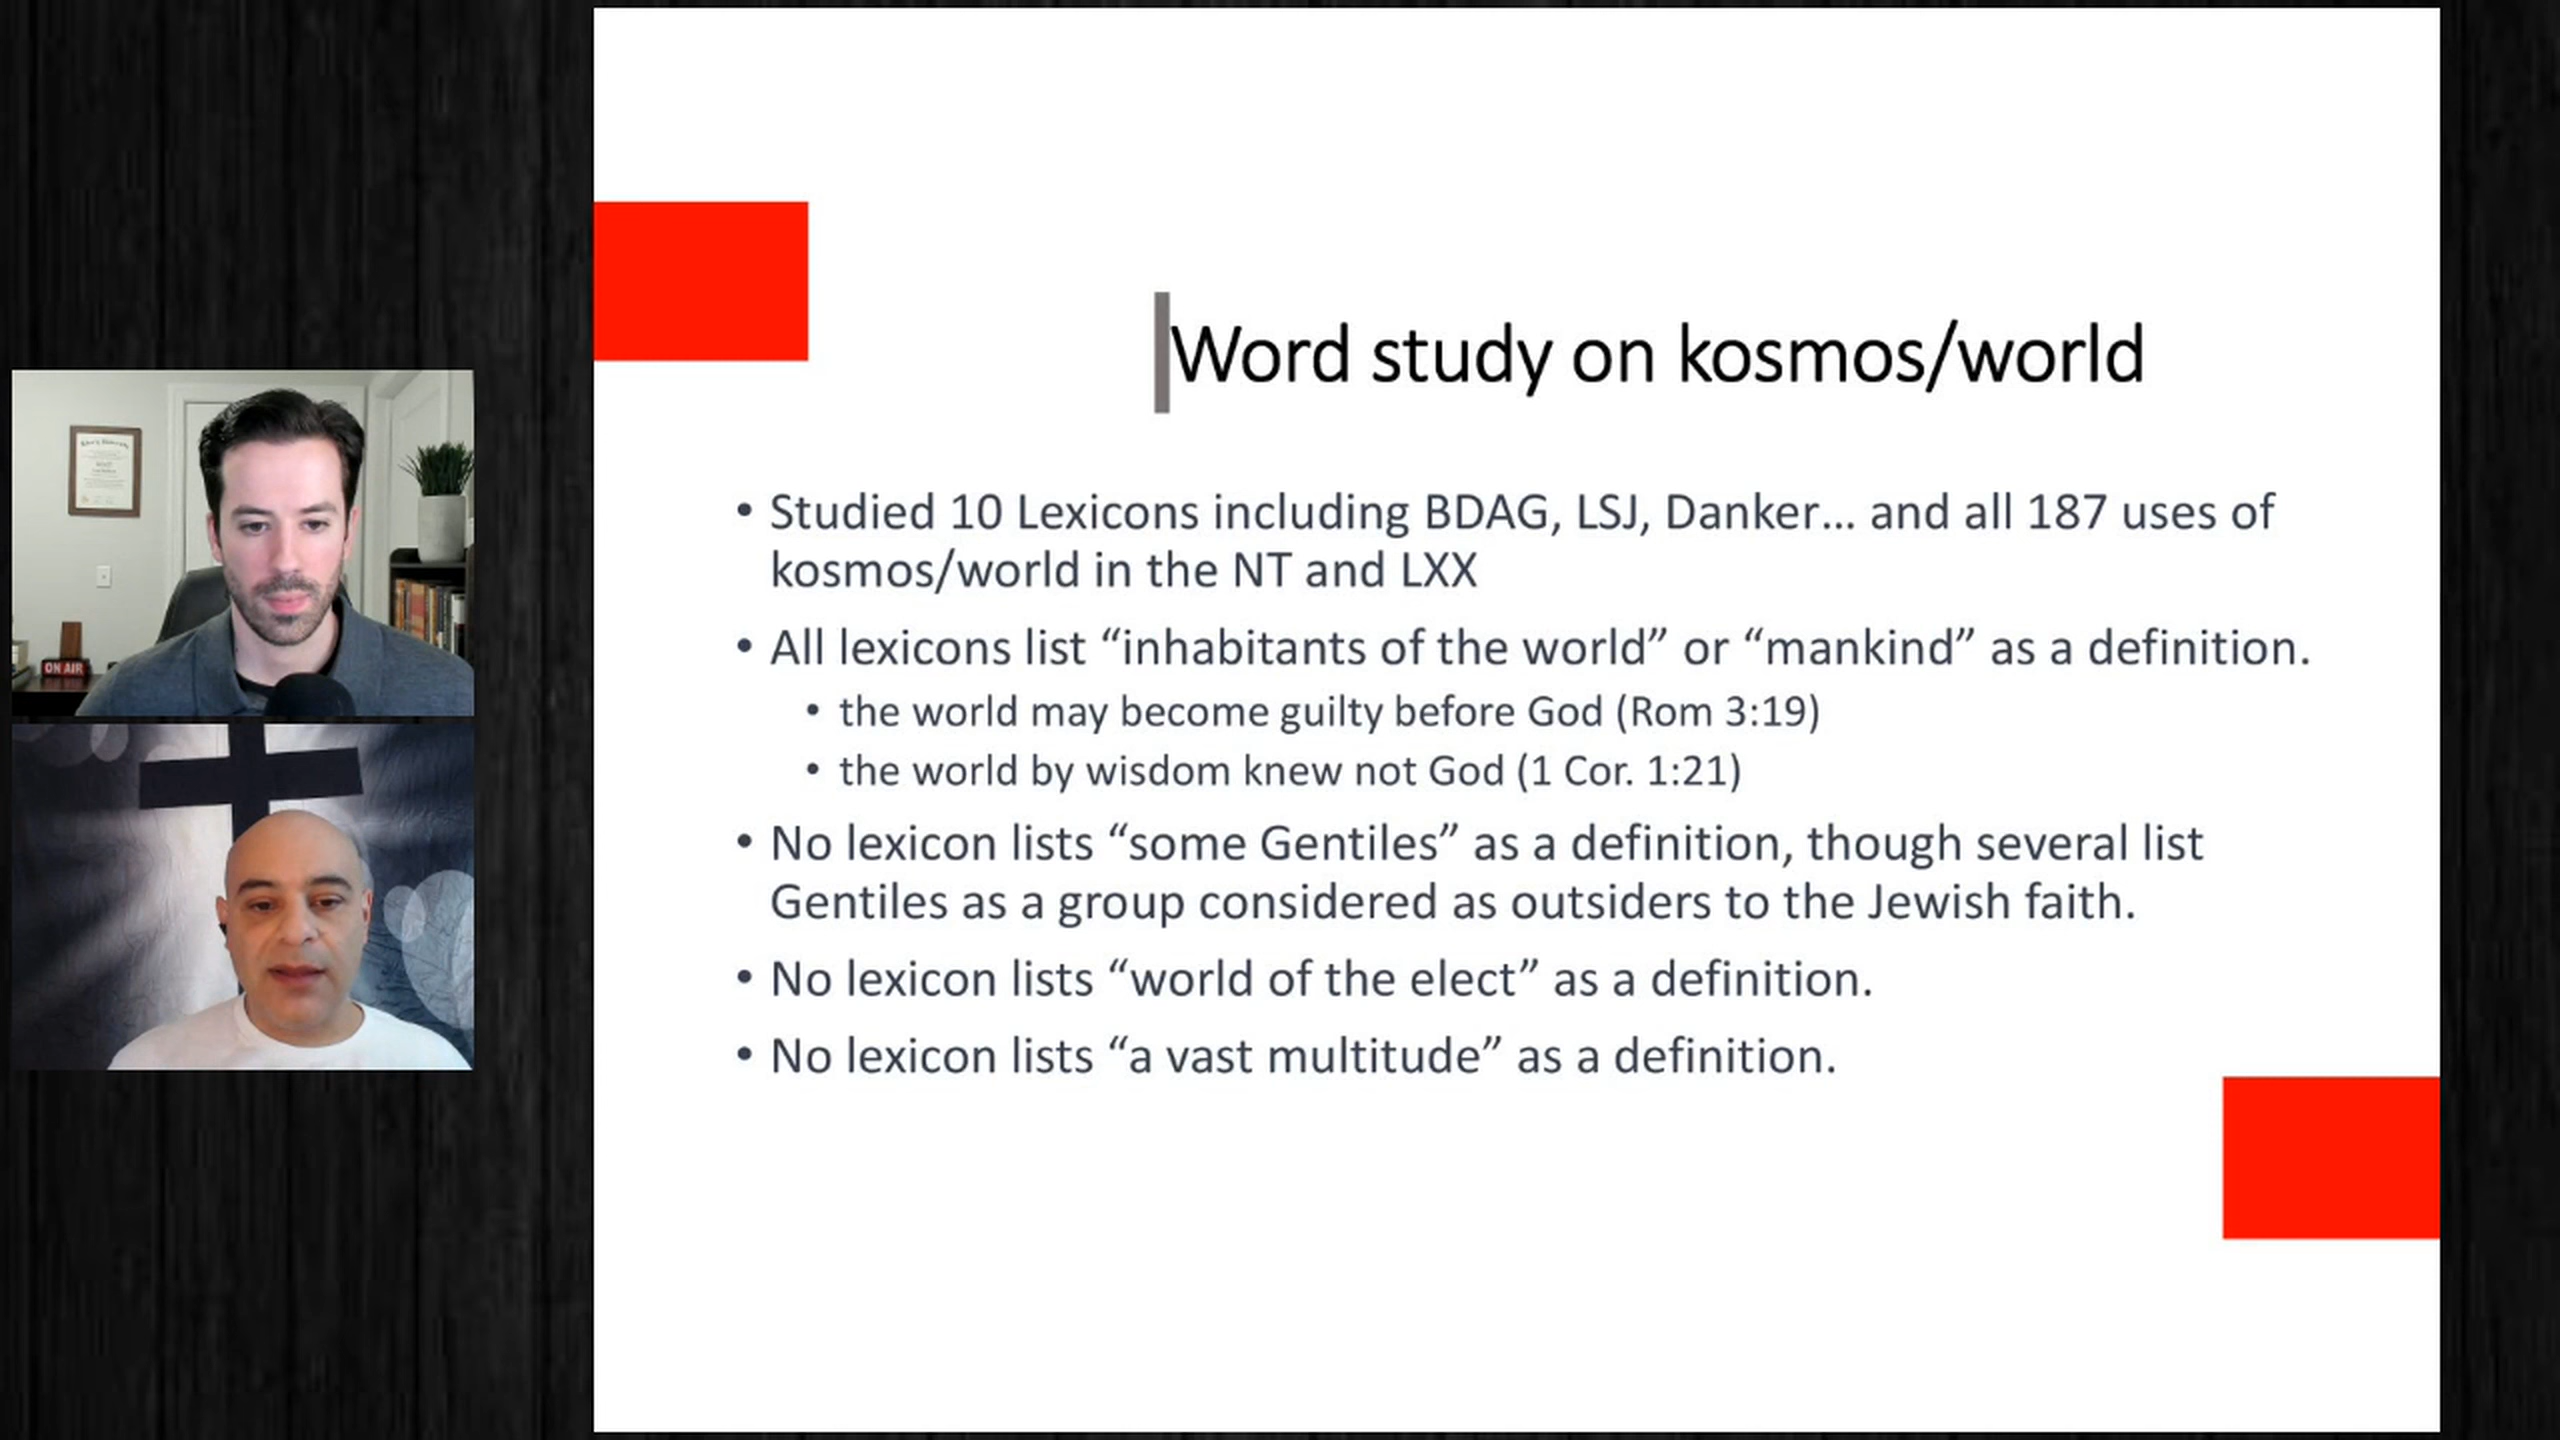 Word study on kosmos/world
• Studied 10 Lexicons including BDAG, LSJ, Danker… and all 187 uses of
kosmos/world in the NT and LXX
• All lexicons list “inhabitants of the world” or “mankind” as a definition.
• the world may become guilty before God (Rom 3:19)
• the world by wisdom knew not God (1 Cor. 1:21)
• No lexicon lists “some Gentiles” as a definition, though several list
Gentiles as a group considered as outsiders to the Jewish faith.
• No lexicon lists “world of the elect” as a definition.
• No lexicon lists “a vast multitude” as a definition.
ON AIR